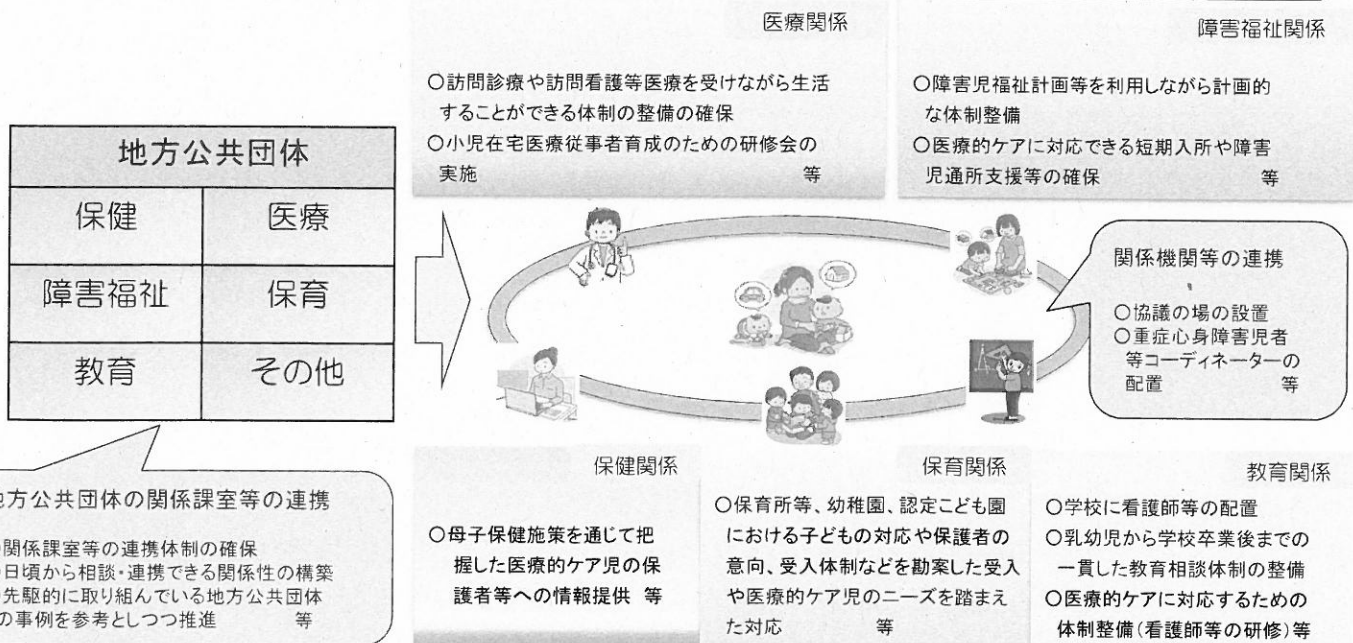 地方公共団体
保健 医療
障害福祉 保育
教育 その他
地方公共団体の関係課室等の連携
関係課室等の連携体制の確保
日頃から相談・連携できる関係性の構築
先駆的に取り組んでいる地方公共団体
の事例を参考としつつ推進 等
医療関係
○訪問診療や訪問看護等医療を受けながら生活
することができる体制の整備の確保
○小児在宅医療従事者育成のための研修会の
実施 等
障害福祉関係
○障害児福祉計画等を利用しながら計画的
な体制整備
○医療的ケアに対応できる短期入所や障害
児通所支援等の確保 等
関係機関等の連携
○協議の場の設置
○重症心身障害児者
等コーディネーターの
配置 等
保健関係
○母子保健施策を通じて把
握した医療的ケア児の保
護者等への情報提供 等
保育関係
○保育所等、幼稚園、認定こども園
における子どもの対応や保護者の
意向、受入体制などを勘案した受入
や医療的ケア児のニーズを踏まえ
た対応 等
教育関係
○学校に看護師等の配置
○乳幼児から学校卒業後までの
一貫した教育相談体制の整備
○医療的ケアに対応するための
体制整備(看護師等の研修)等